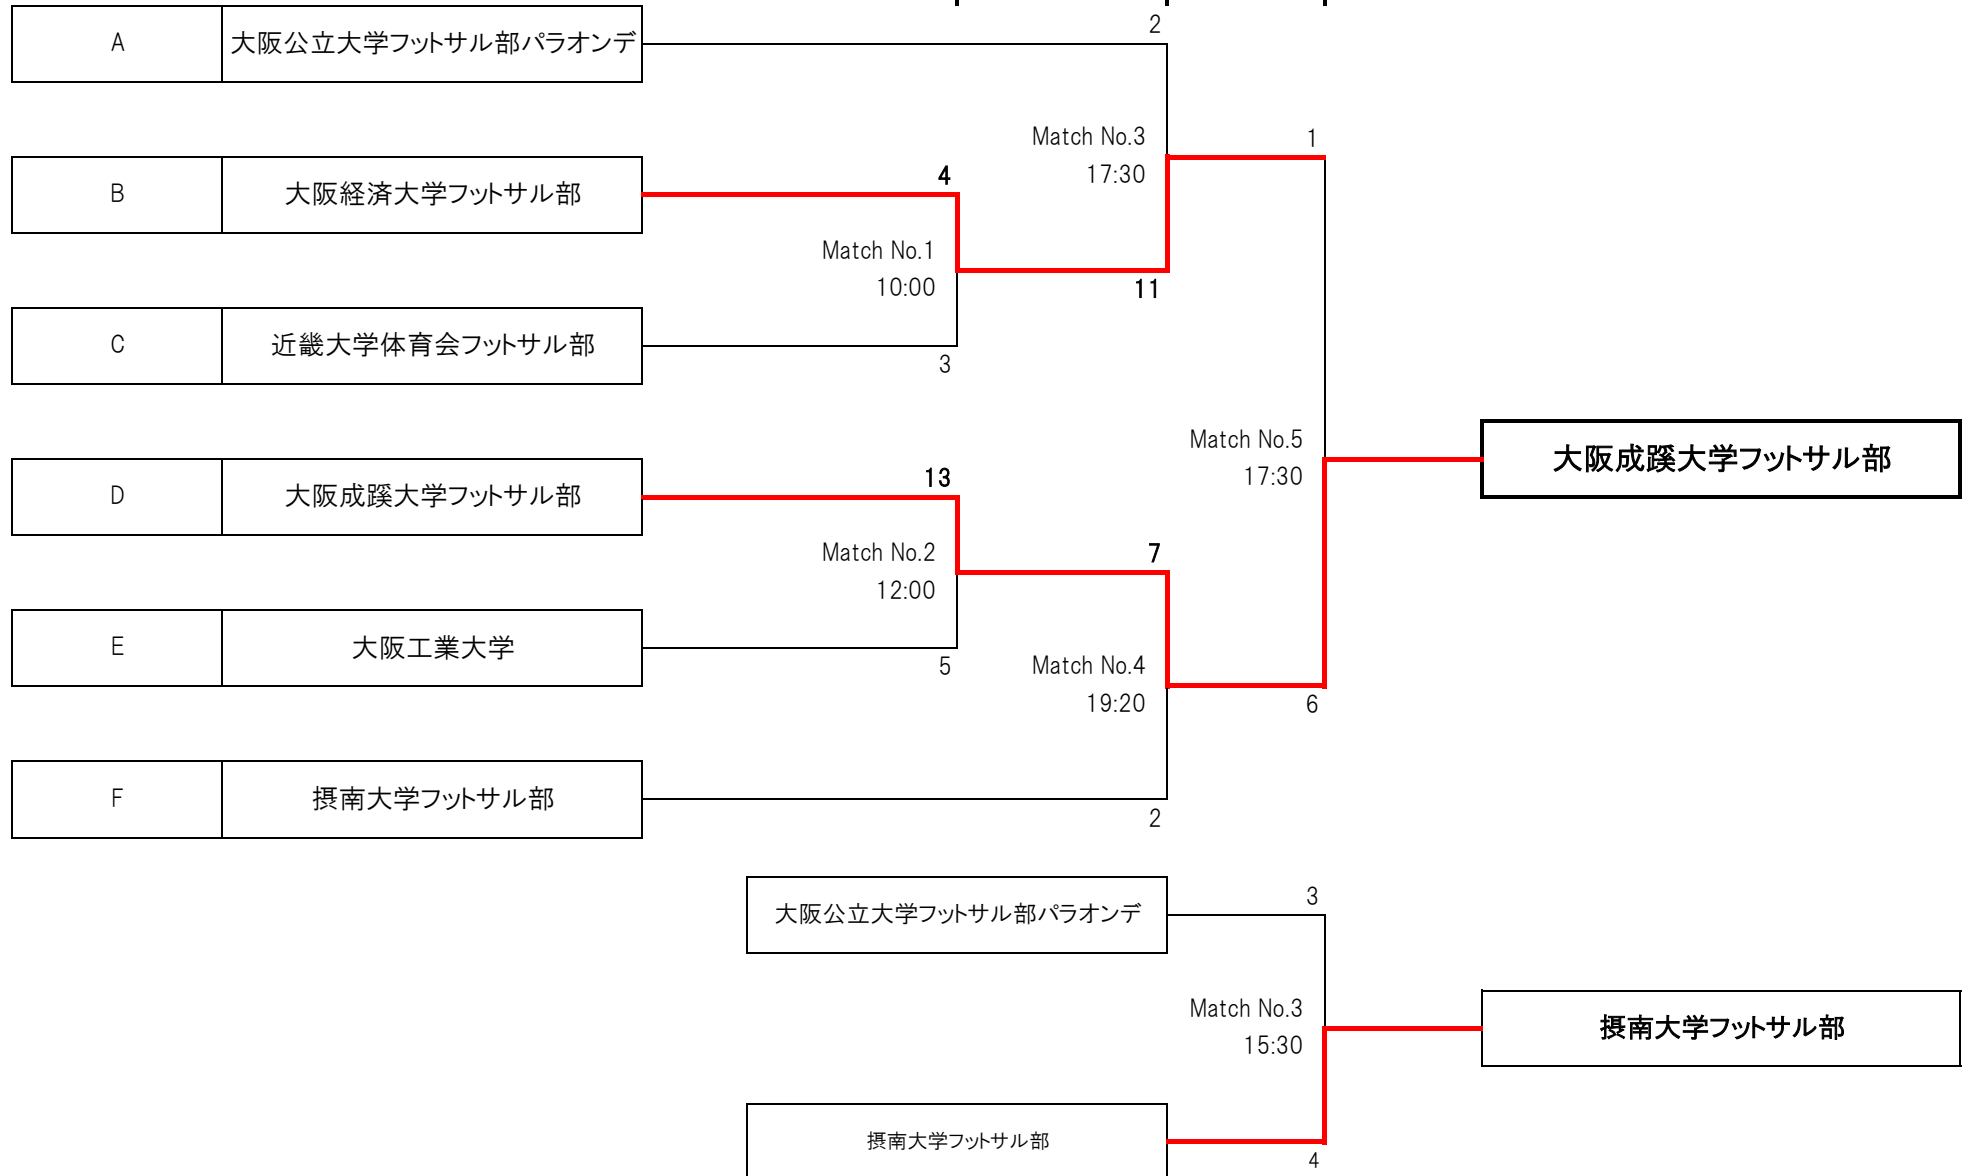 2
A 大阪公立大学フットサル部パラオンデ
Match No.3
1
17:30
4
B 大阪経済大学フットサル部
Match No.1
10:00
11
C 近畿大学体育会フットサル部
3
Match No.5
17:30
大阪成蹊大学フットサル部
13
D 大阪成蹊大学フットサル部
Match No.2
7
12:00
E 大阪工業大学
5
Match No.4
19:20
6
F 摂南大学フットサル部
2
3
大阪公立大学フットサル部パラオンデ
Match No.3
15:30
摂南大学フットサル部
摂南大学フットサル部
4